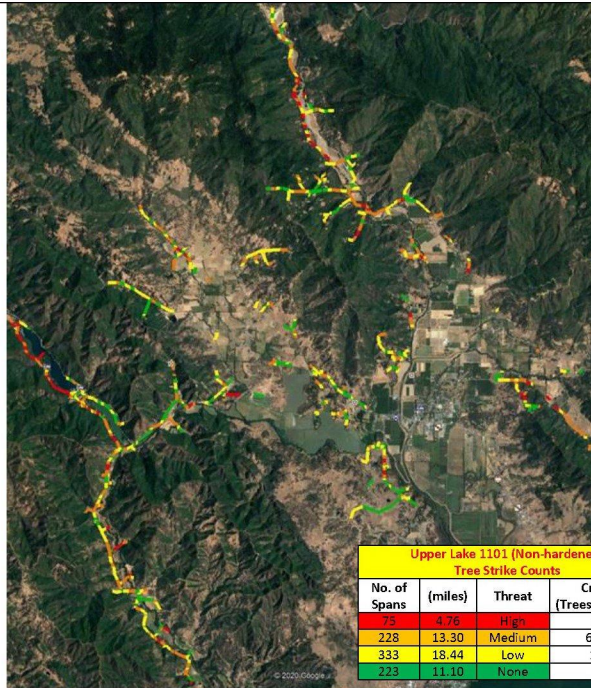 Upper Lake 1101 (Non-hardene
Tree Strike Counts
No. of Spans (miles) Threat (Trees
75 4.76 High
228 13.30 Medium 6
333 18.44 Low
223 11.10 None
© 2020 Google